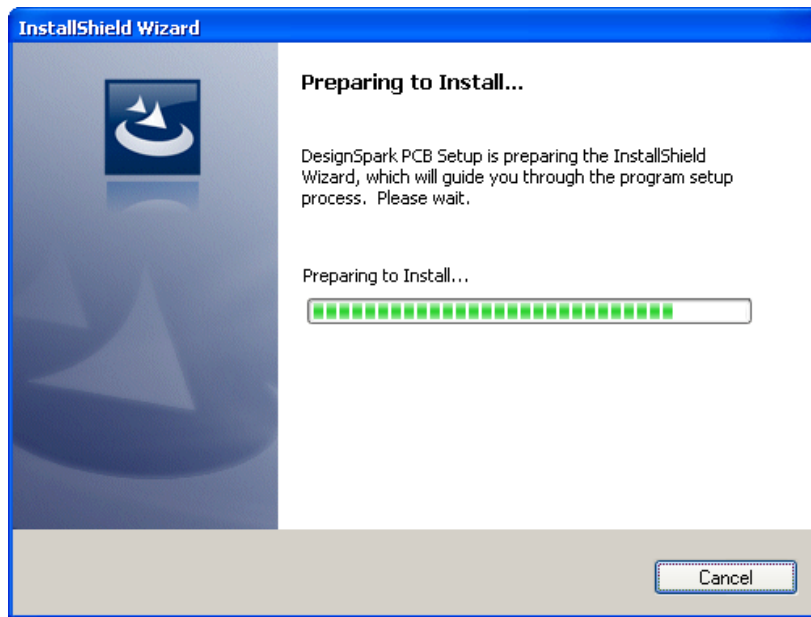 InstallShield Wizard
Preparing to Install...
DesignSpark PCB Setup is preparing the InstallShield
Wizard, which will guide you through the program setup
process. Please wait.
Preparing to Install...
Cancel